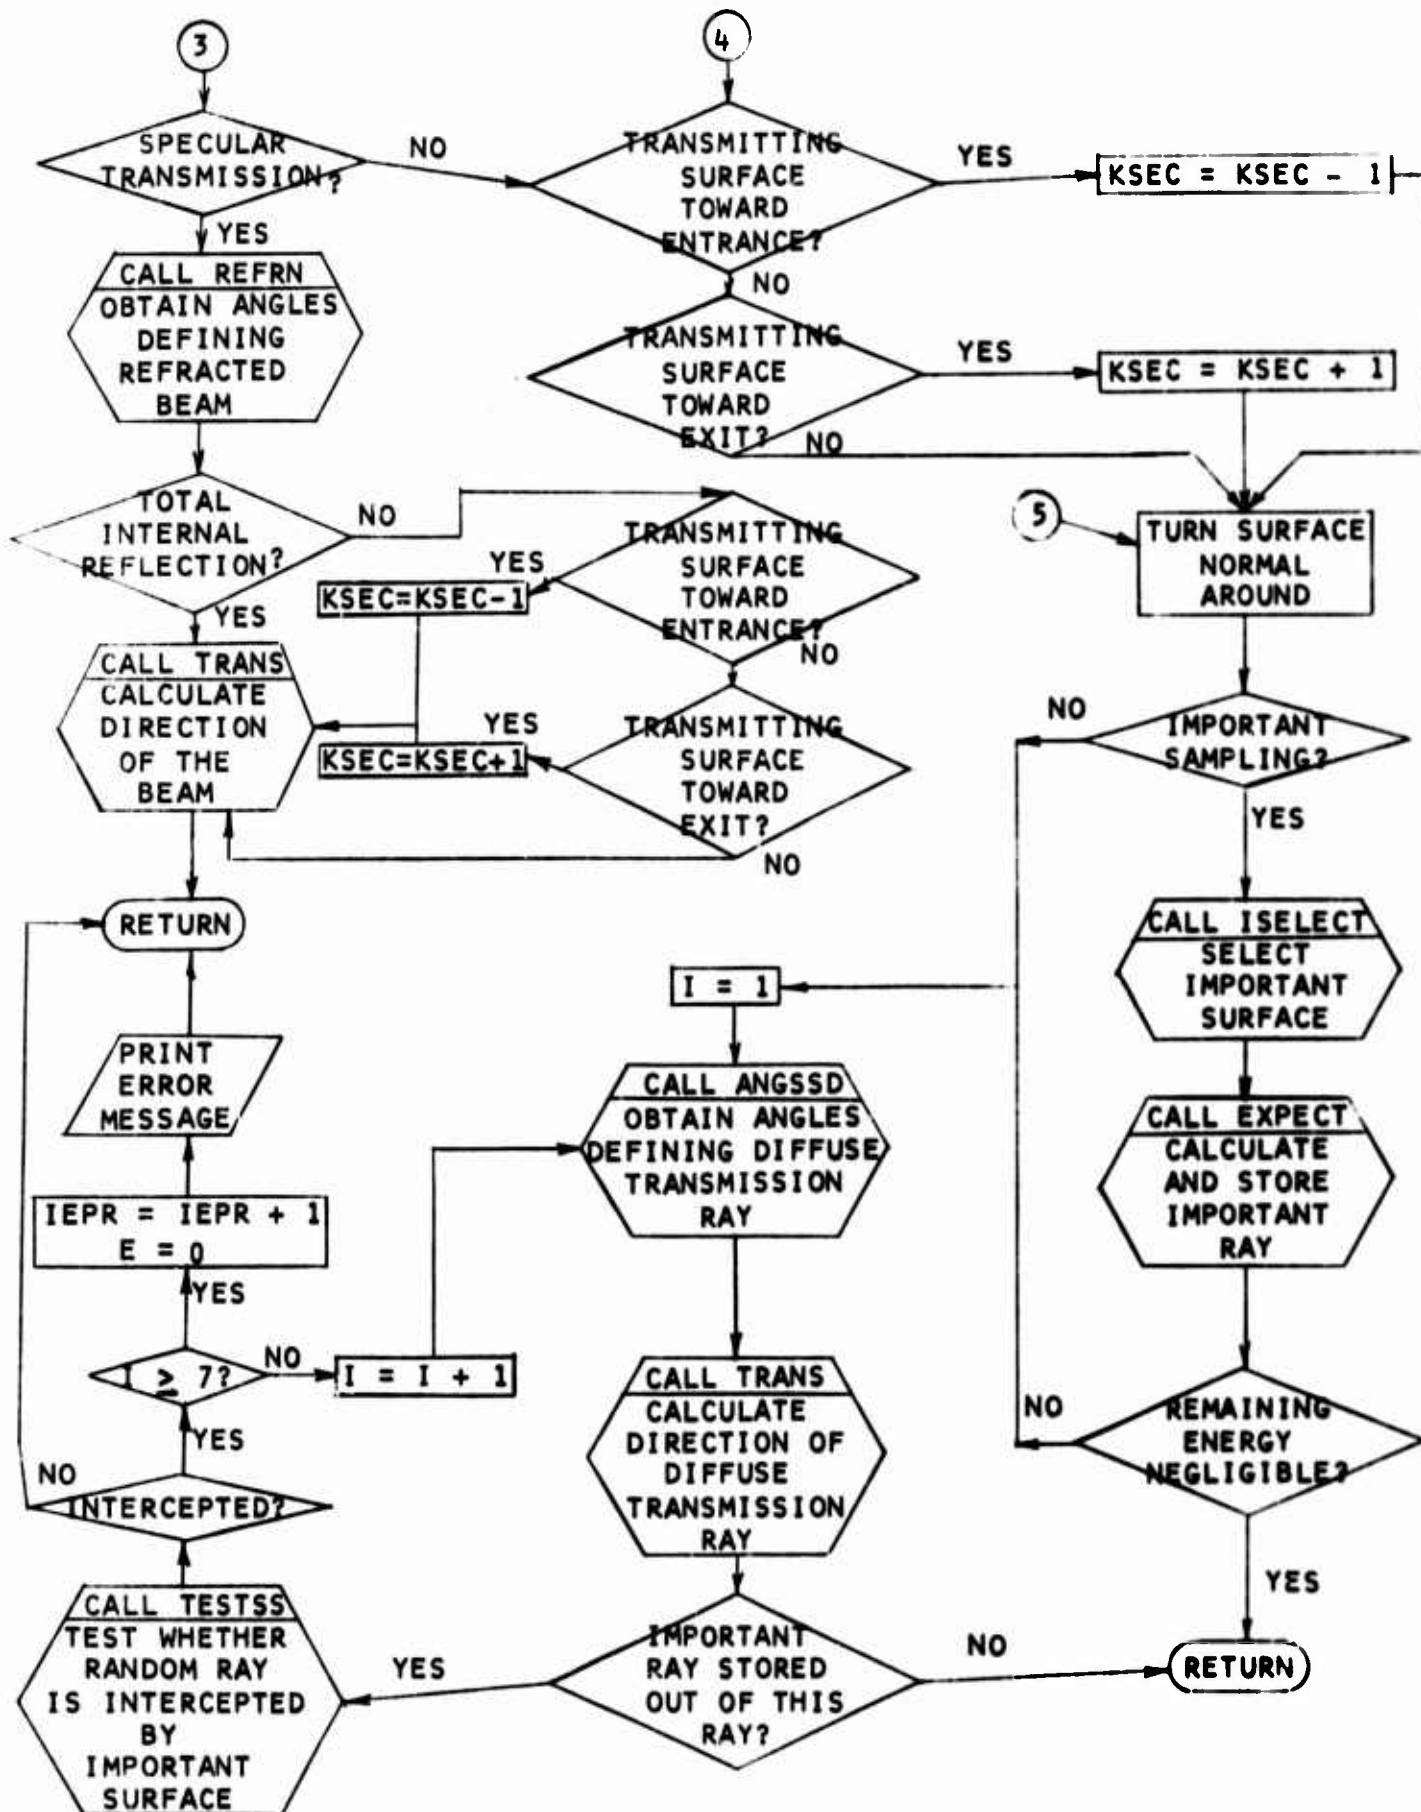 3
SPECULAR
TRANSMISSION?
NO
YES
CALL REFRN
OBTAIN ANGLES
DEFINING
REFRACTED
BEAM
TOTAL
INTERNAL
REFLECTION?
NO
YES
CALL TRANS
CALCULATE
DIRECTION
OF THE
BEAM
RETURN
PRINT
ERROR
MESSAGE
IEPR = IEPR + 1
E = 0
YES
I ≥ 7?
NO
I = I + 1
YES
NO
INTERCEPTED?
CALL TESTSS
TEST WHETHER
RANDOM RAY
IS INTERCEPTED
BY
IMPORTANT
SURFACE
4
TRANSMITTING
SURFACE
TOWARD
ENTRANCE?
YES
KSEC = KSEC - 1
NO
TRANSMITTING
SURFACE
TOWARD
EXIT?
YES
KSEC = KSEC + 1
NO
TRANSMITTING
SURFACE
TOWARD
ENTRANCE?
YES
KSEC=KSEC-1
NO
TRANSMITTING
SURFACE
TOWARD
EXIT?
YES
KSEC=KSEC+1
NO
I = 1
CALL ANGSSD
OBTAIN ANGLES
DEFINING DIFFUSE
TRANSMISSION
RAY
CALL TRANS
CALCULATE
DIRECTION OF
DIFFUSE
TRANSMISSION
RAY
IMPORTANT
RAY STORED
OUT OF THIS
RAY?
YES
NO
5
TURN SURFACE
NORMAL
AROUND
IMPORTANT
SAMPLING?
NO
YES
CALL ISELECT
SELECT
IMPORTANT
SURFACE
CALL EXPECT
CALCULATE
AND STORE
IMPORTANT
RAY
REMAINING
ENERGY
NEGLIGIBLE?
NO
YES
RETURN